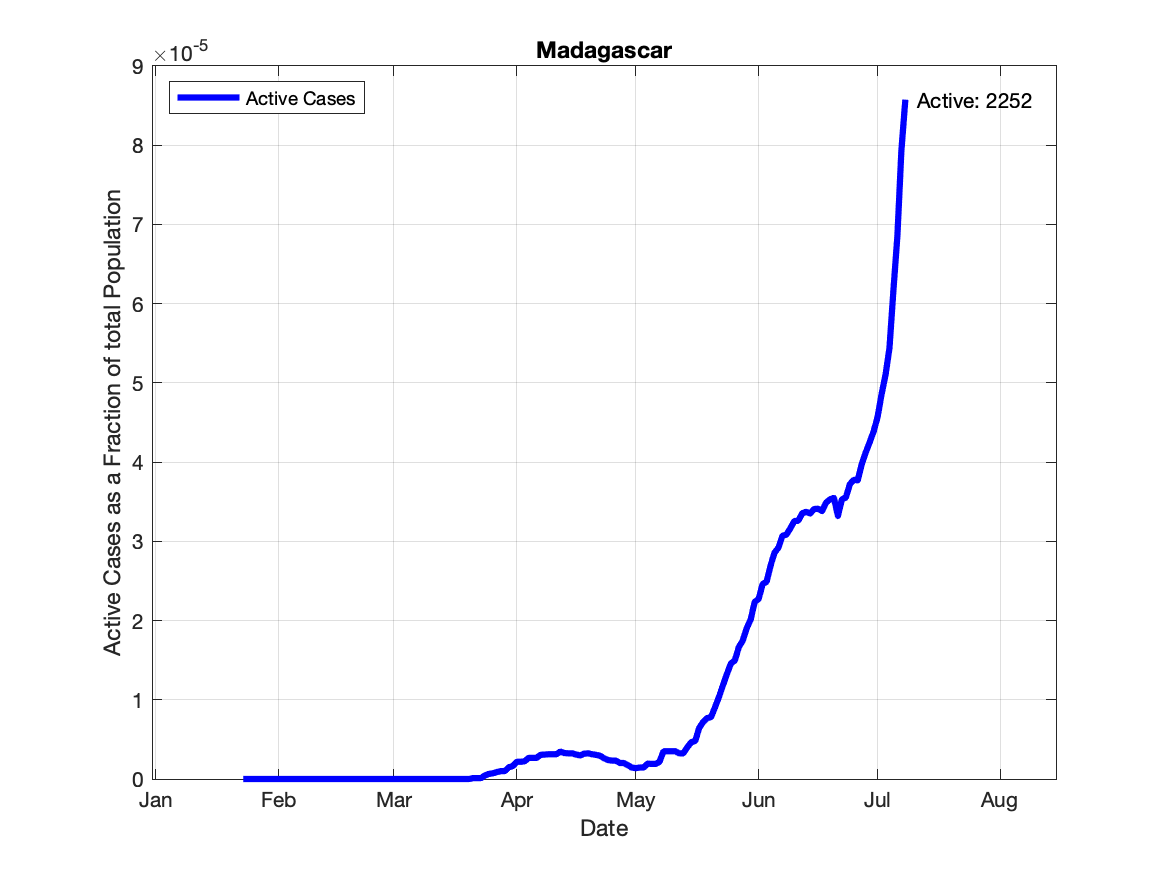 Madagascar
×10-5
Active Cases
Active: 2252
9
8
7
6
5
4
3
2
1
0
Active Cases as a Fraction of total Population
Jan Feb Mar Apr May Jun Jul Aug
Date